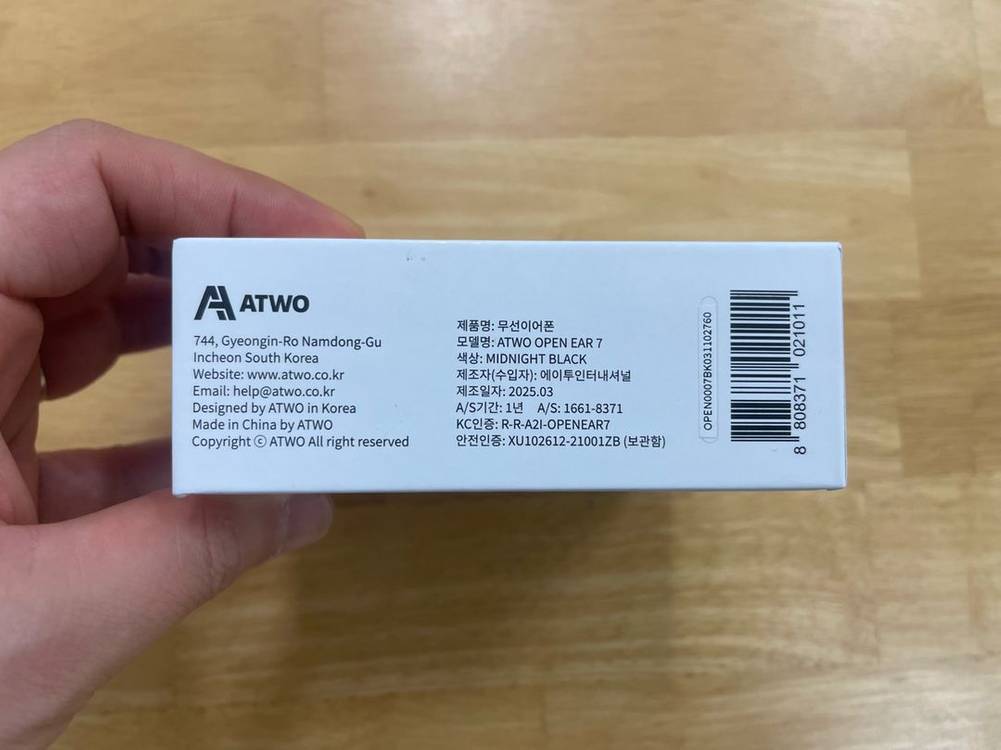 ATWO
744, Gyeongin-Ro Namdong-Gu
Incheon South Korea
Website: www.atwo.co.kr
Email: help@atwo.co.kr
Designed by ATWO in Korea
Made in China by ATWO
Copyright ⓒ ATWO All right reserved
제품명: 무선이어폰
모델명: ATWO OPEN EAR 7
색상: MIDNIGHT BLACK
제조자(수입자): 에이투인터내셔널
제조일자: 2025.03
A/S기간: 1년 A/S: 1661-8371
KC인증: R-R-A2I-OPENEAR7
안전인증: XU102612-21001ZB (보관함)
OPEN0007BK031102760
8 808371 021011